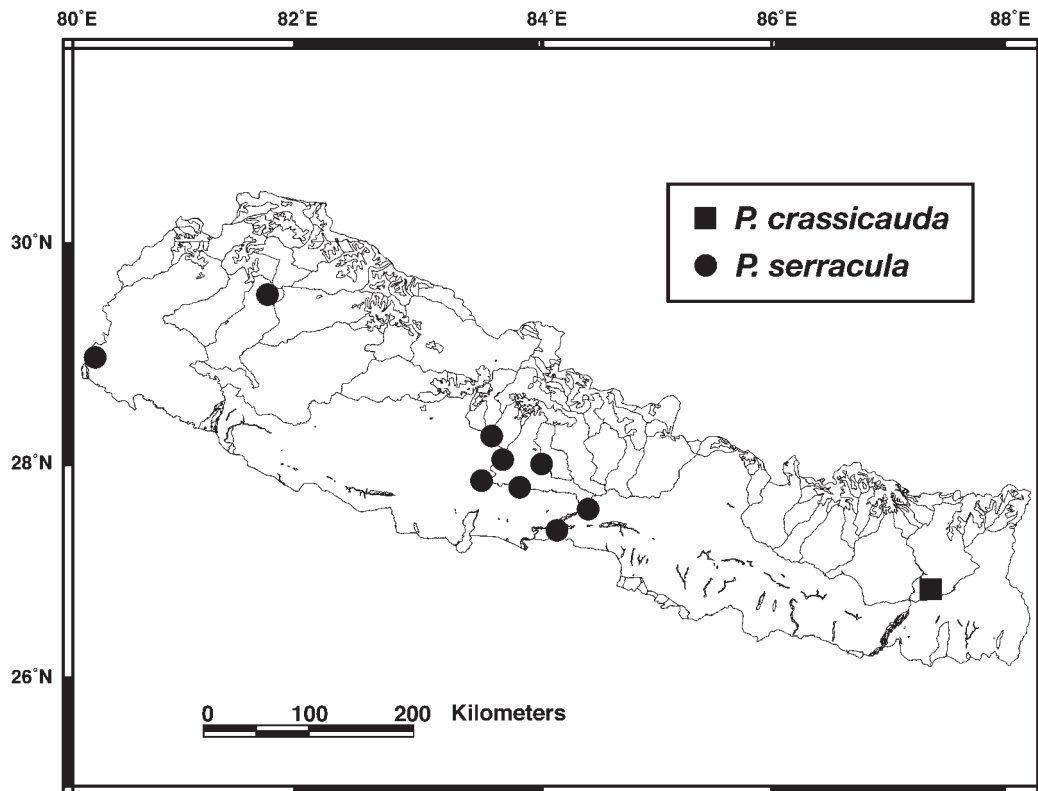 80˚E 82˚E 84˚E 86˚E 88˚E
P. crassicauda
30˚N
P. serracula
28˚N
26˚N
0 100 200 Kilometers